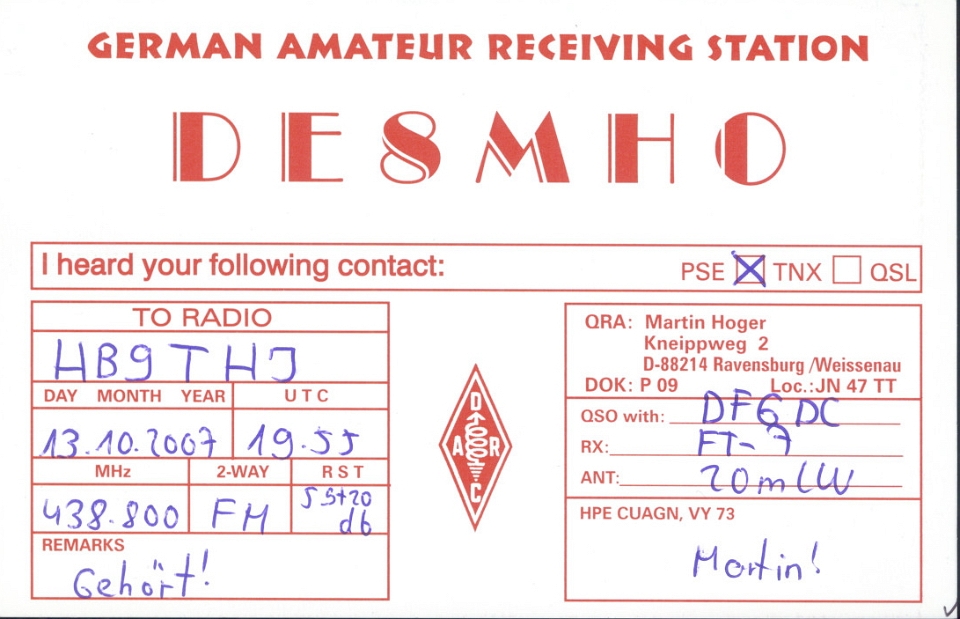 GERMAN AMATEUR RECEIVING STATION
DE8MHO
I heard your following contact:
PSE TNX QSL
TO RADIO
HB9THJ
DAY MONTH YEAR UTC
13.10.2007 19.55
MHz 2-WAY RST
438.800 FM 59+20 db
REMARKS
Gehört!
DARC
QRA: Martin Hoger
Kneippweg 2
D-88214 Ravensburg /Weissenau
DOK: P 09 Loc.:JN 47 TT
QSO with: DF6DC
RX: FT-7
ANT: 20m LW
HPE CUAGN, VY 73
Martin!